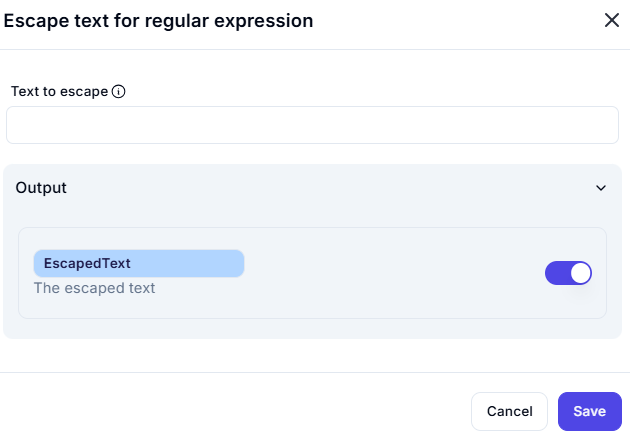 Escape text for regular expression
Text to escape
Output
EscapedText
The escaped text
Cancel
Save